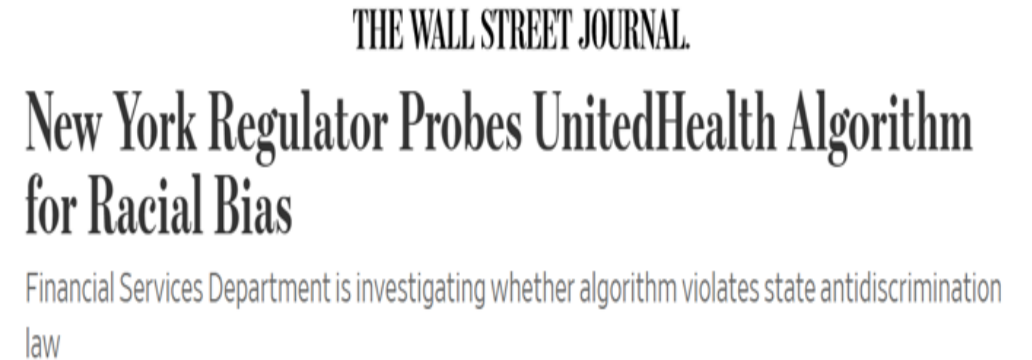 THE WALL STREET JOURNAL.
New York Regulator Probes UnitedHealth Algorithm
for Racial Bias
Financial Services Department is investigating whether algorithm violates state antidiscrimination
law